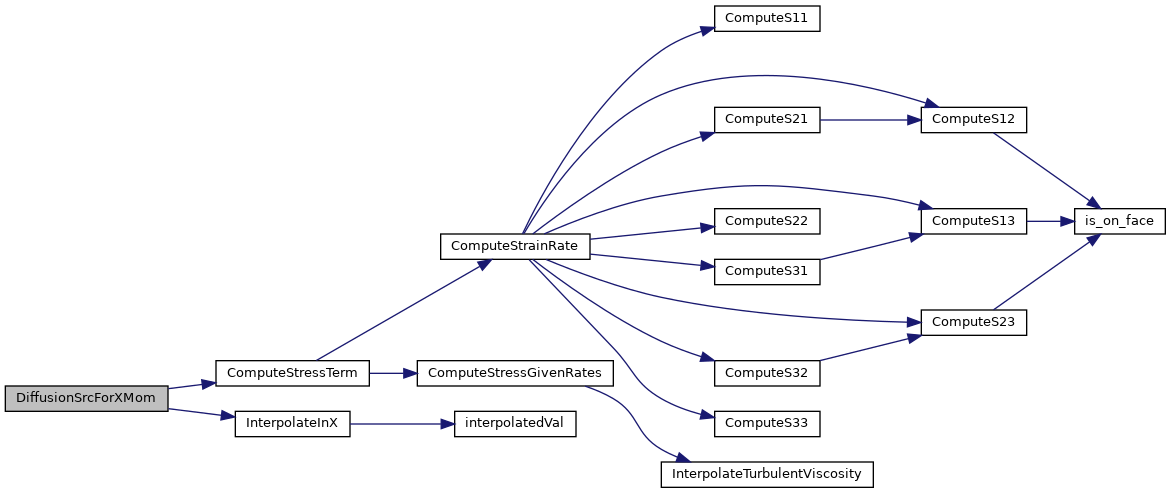 ComputeS11
ComputeS21
ComputeS12
ComputeS22
ComputeS13
is_on_face
ComputeStrainRate
ComputeS31
ComputeS23
ComputeStressTerm
ComputeStressGivenRates
ComputeS32
DiffusionSrcForXMom
InterpolateInX
interpolatedVal
ComputeS33
InterpolateTurbulentViscosity